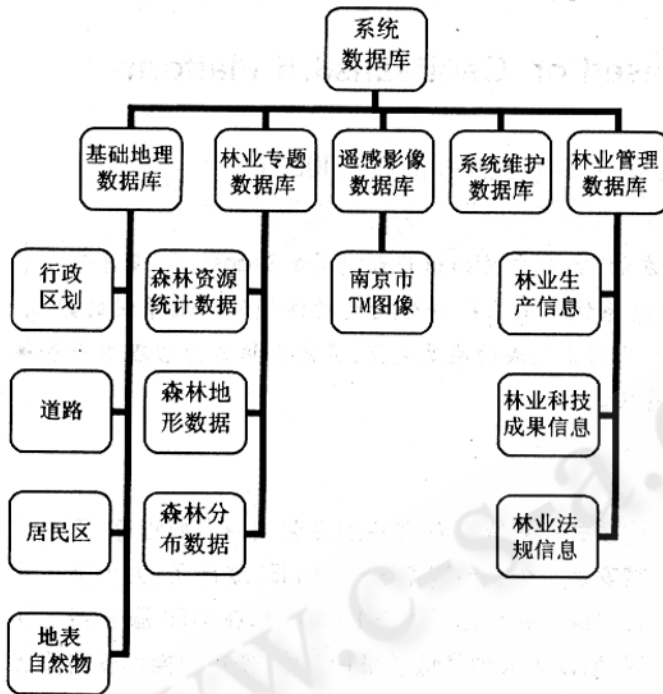 系统
数据库
基础地理
数据库
林业专题
数据库
遥感影像
数据库
系统维护
数据库
林业管理
数据库
行政
区划
森林资源
统计数据
南京市
TM图像
林业生
产信息
道路
森林地
形数据
林业科技
成果信息
居民区
森林分
布数据
林业法
规信息
地表
自然物
www.c-s-a.